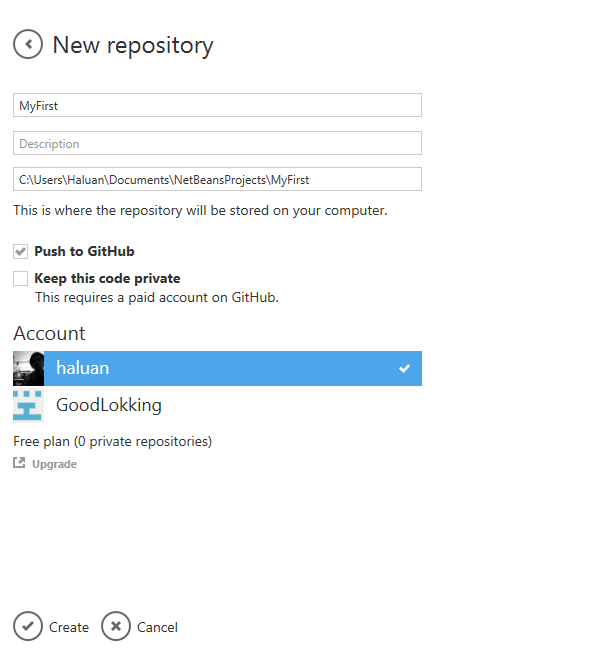 New repository
MyFirst
Description
C:\Users\Haluan\Documents\NetBeansProjects\MyFirst
This is where the repository will be stored on your computer.
Push to GitHub
Keep this code private
This requires a paid account on GitHub.
Account
haluan
GoodLokking
Free plan (0 private repositories)
Upgrade
Create Cancel